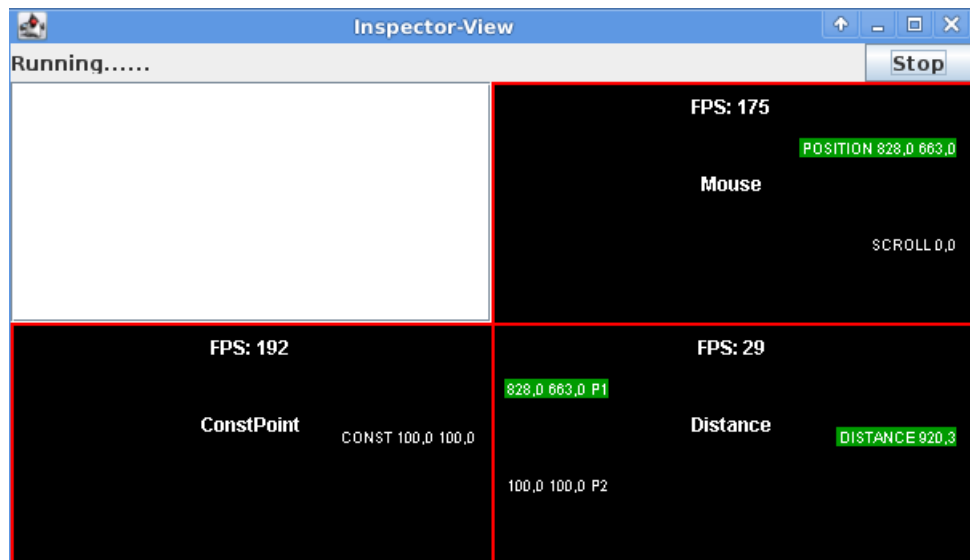 Inspector-View
Running......
Stop
FPS: 175
POSITION 828,0 663,0
Mouse
SCROLL 0,0
FPS: 192
ConstPoint
CONST 100,0 100,0
FPS: 29
828,0 663,0 P1
Distance
DISTANCE 920,3
100,0 100,0 P2